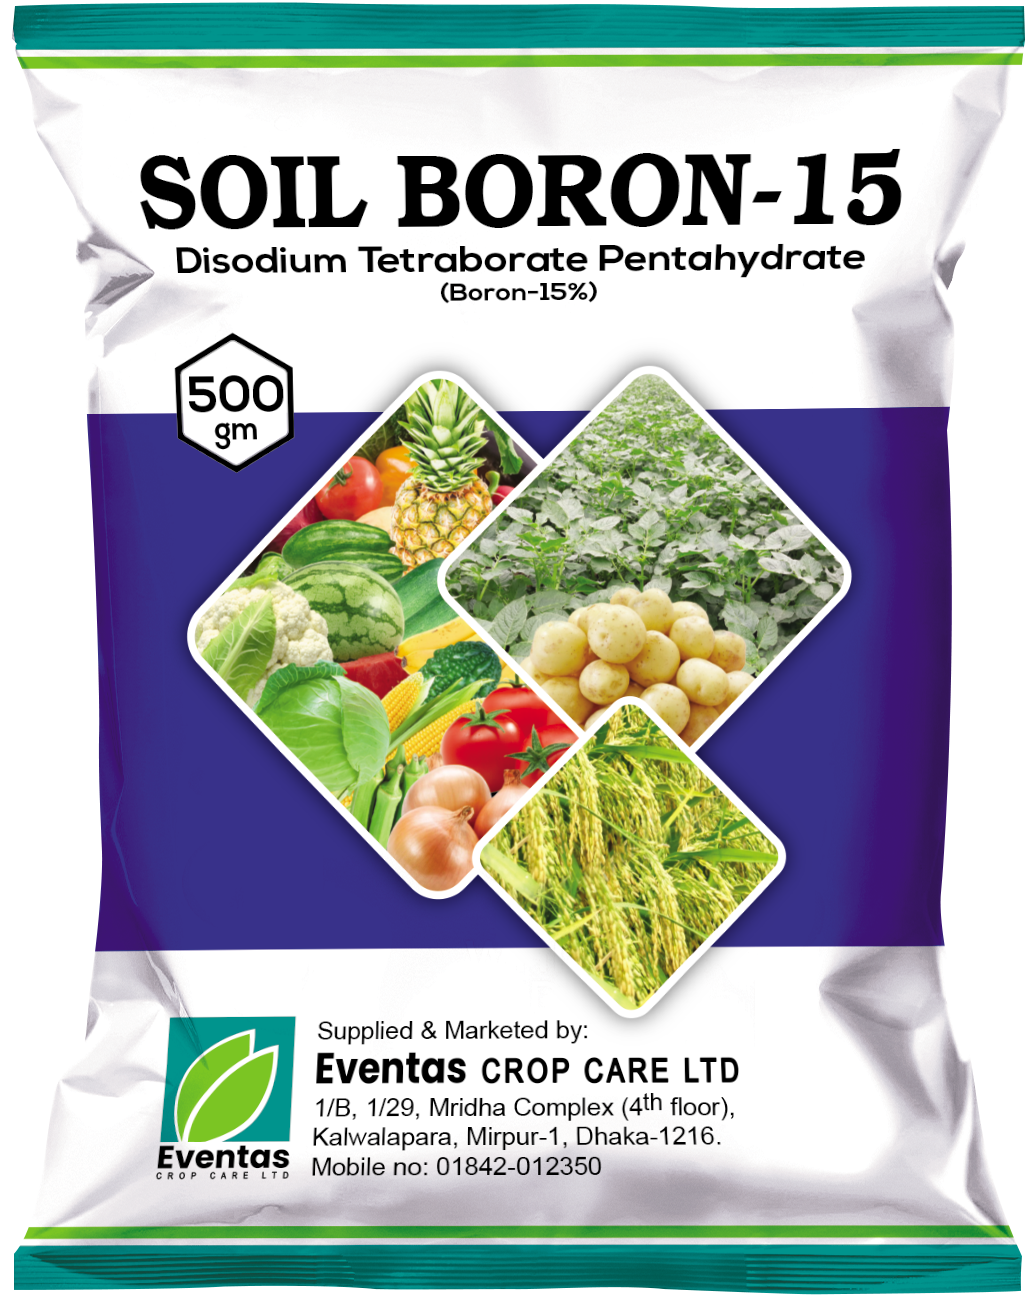 SOIL BORON-15
Disodium Tetraborate Pentahydrate
(Boron-15%)
500
gm
Supplied & Marketed by:
Eventas CROP CARE LTD
1/B, 1/29, Mridha Complex (4th floor),
Kalwalapara, Mirpur-1, Dhaka-1216.
Mobile no: 01842-012350
Eventas
CROP CARE LTD